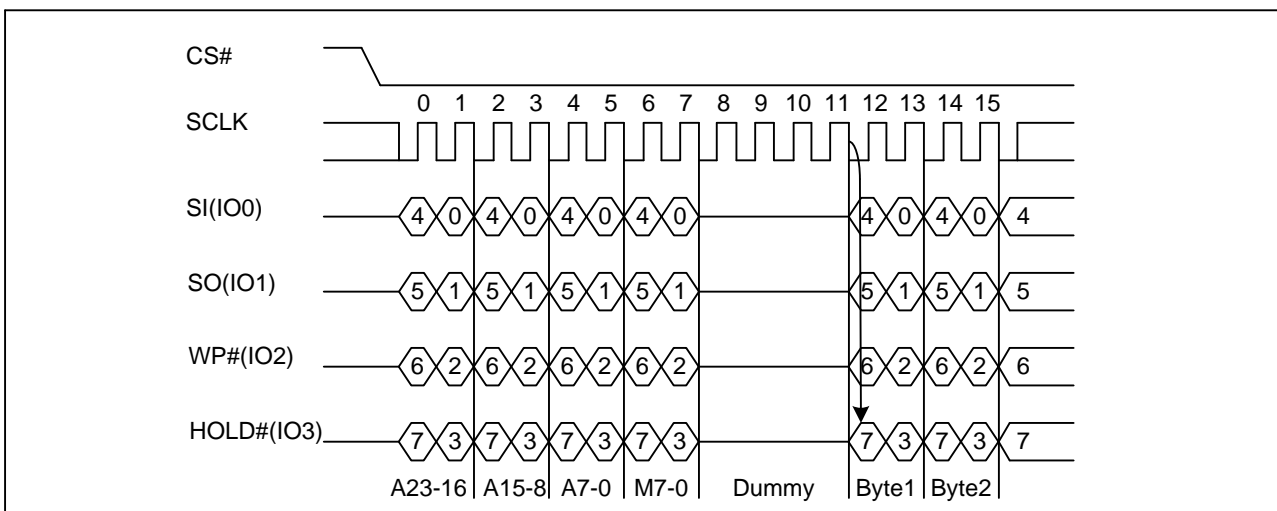 CS#
0 1 2 3 4 5 6 7 8 9 10 11 12 13 14 15
SCLK
SI(IO0) 4 0 4 0 4 0 4 0 4 0 4 0 4
SO(IO1) 5 1 5 1 5 1 5 1 5 1 5 1 5
WP#(IO2) 6 2 6 2 6 2 6 2 6 2 6 2 6
HOLD#(IO3) 7 3 7 3 7 3 7 3 7 3 7 3 7
A23-16 A15-8 A7-0 M7-0 Dummy Byte1 Byte2